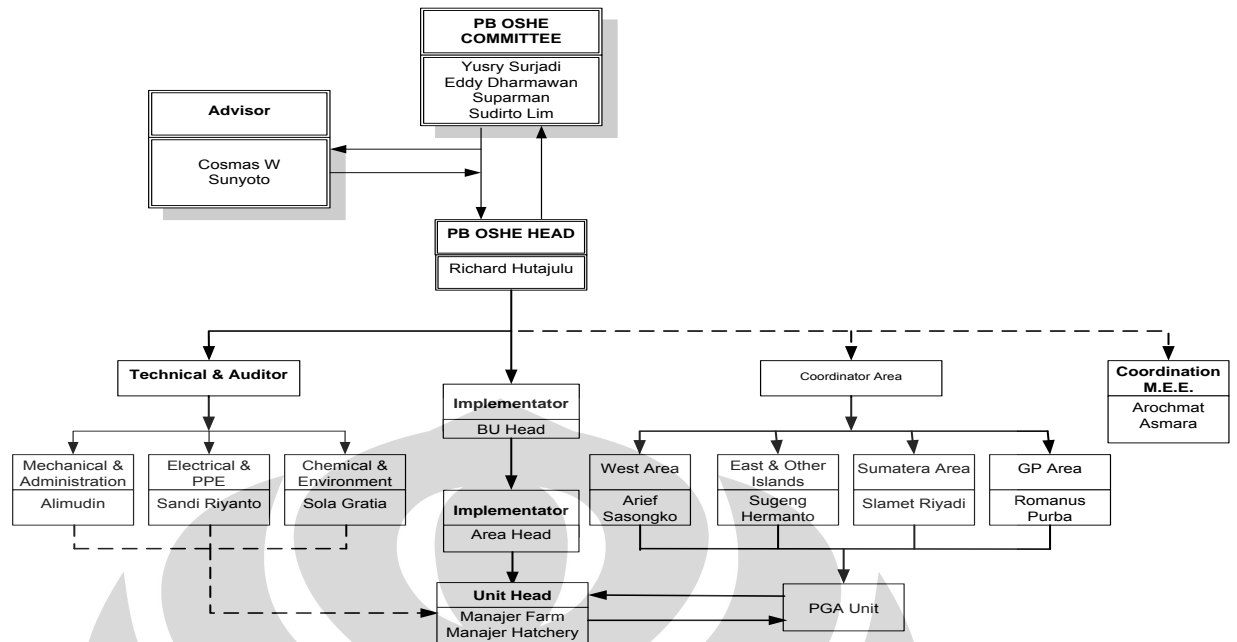 PB OSHE
COMMITTEE
Yusry Surjadi
Eddy Dharmawan
Suparman
Sudirto Lim
Advisor
Cosmas W
Sunyoto
PB OSHE HEAD
Richard Hutajulu
Technical & Auditor
Implementator
BU Head
Coordinator Area
Coordination
M.E.E.
Arochmat
Asmara
Mechanical &
Administration
Alimudin
Electrical &
PPE
Sandi Riyanto
Chemical &
Environment
Sola Gratia
Implementator
Area Head
West Area
Arief
Sasongko
East & Other
Islands
Sugeng
Hermanto
Sumatera Area
Slamet Riyadi
GP Area
Romanus
Purba
Unit Head
Manajer Farm
Manajer Hatchery
PGA Unit